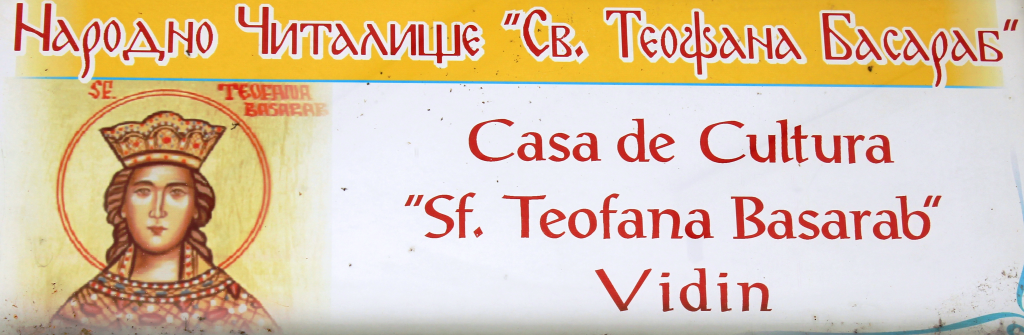 Народно Читалище "Св. Теофана Басараб"
SF. TEOFANA
BASARAB
Casa de Cultura
"Sf. Teofana Basarab"
Vidin